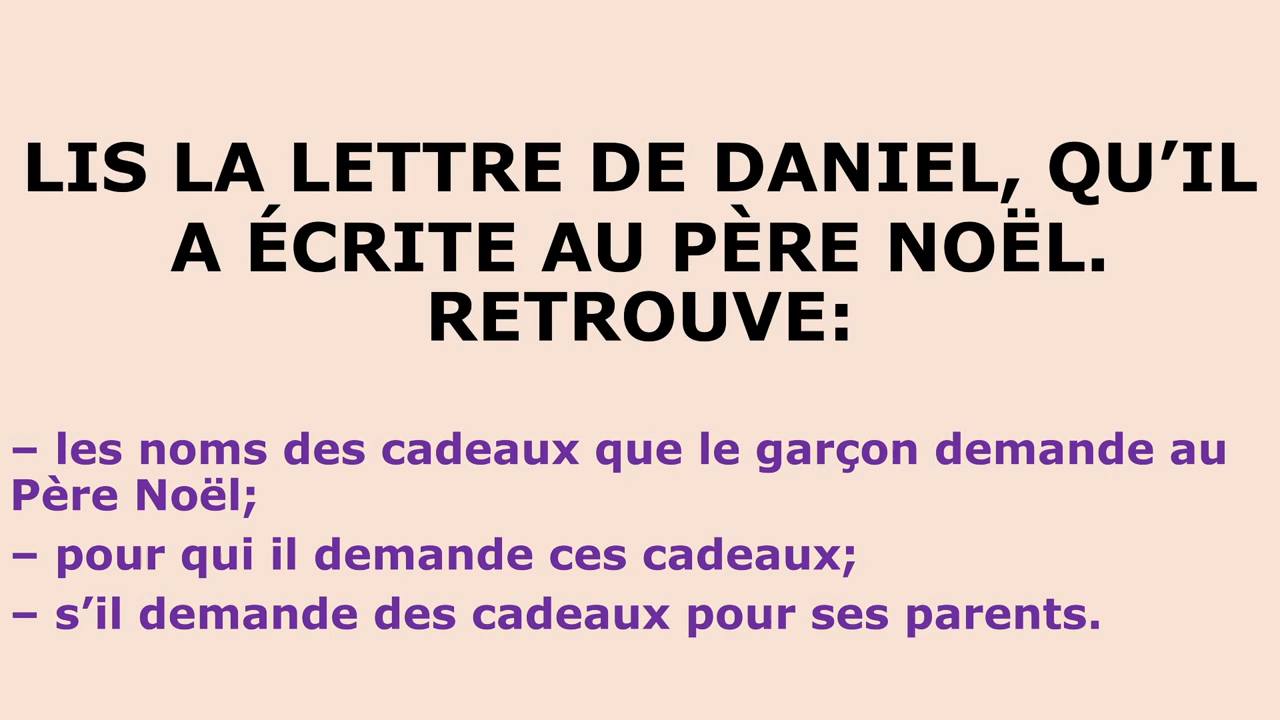 LIS LA LETTRE DE DANIEL, QU’IL
A ÉCRITE AU PÈRE NOËL.
RETROUVE:
– les noms des cadeaux que le garçon demande au
Père Noël;
– pour qui il demande ces cadeaux;
– s’il demande des cadeaux pour ses parents.